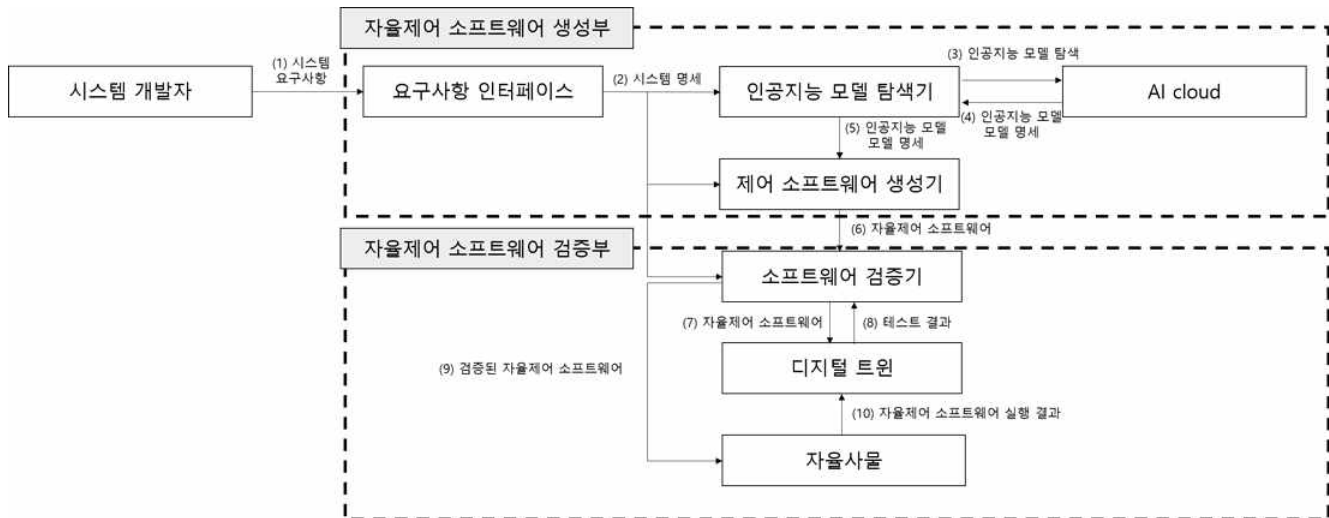 자율제어 소프트웨어 생성부
(1) 시스템
요구사항
(3) 인공지능 모델 탐색
시스템 개발자
요구사항 인터페이스
(2) 시스템 명세
인공지능 모델 탐색기
AI cloud
(4) 인공지능 모델
모델 명세
(5) 인공지능 모델
모델 명세
제어 소프트웨어 생성기
(6) 자율제어 소프트웨어
자율제어 소프트웨어 검증부
소프트웨어 검증기
(7) 자율제어 소프트웨어
(8) 테스트 결과
(9) 검증된 자율제어 소프트웨어
디지털 트윈
(10) 자율제어 소프트웨어 실행 결과
자율사물